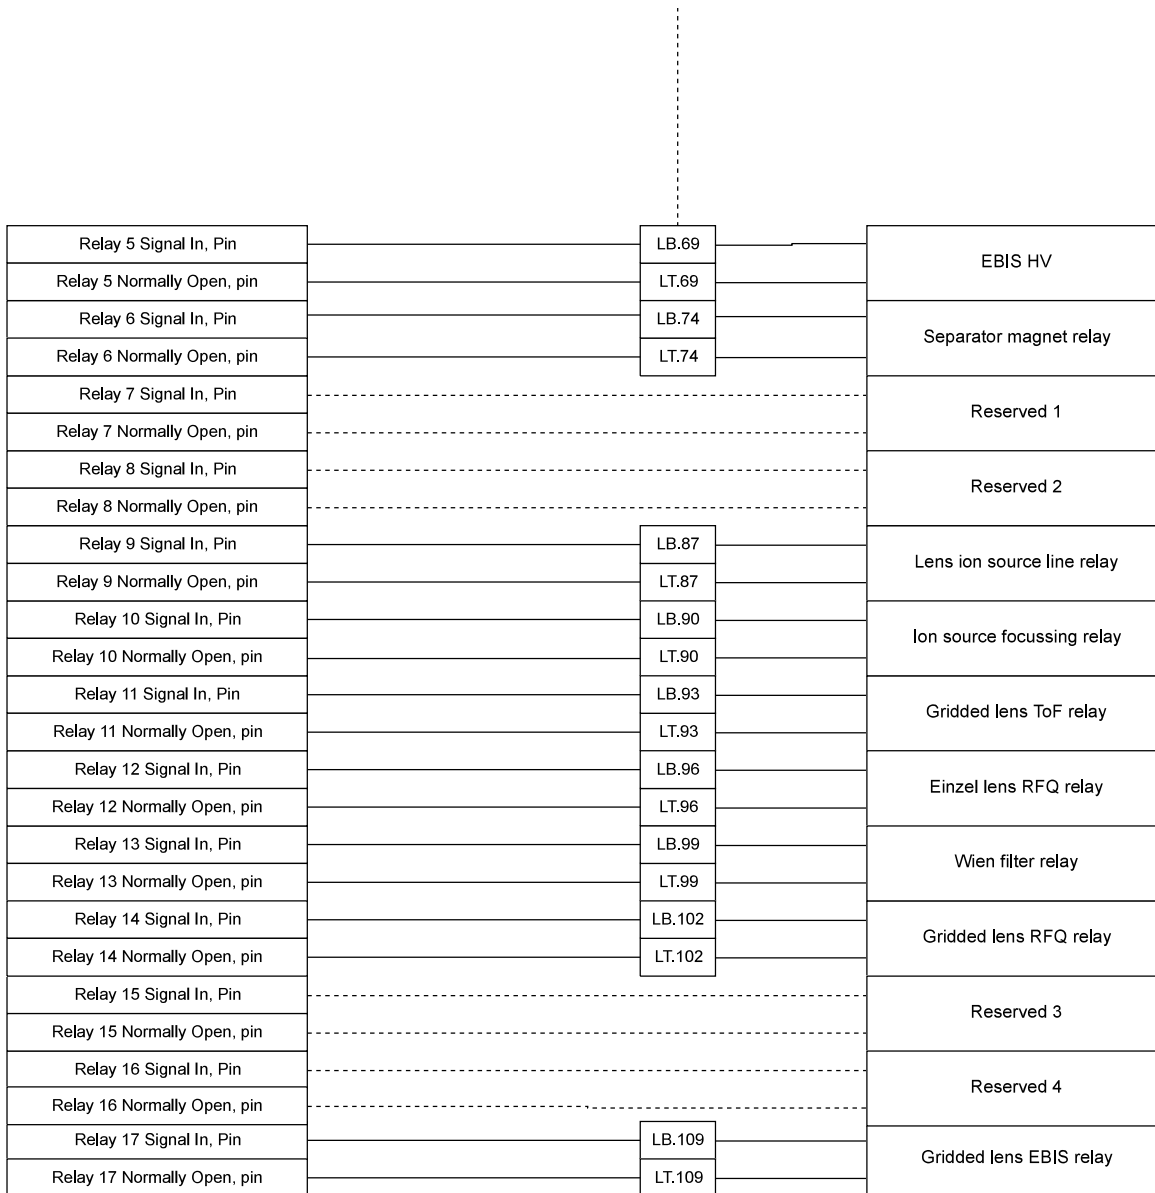 Relay 5 Signal In, Pin LB.69 EBIS HV
Relay 5 Normally Open, pin LT.69
Relay 6 Signal In, Pin LB.74 Separator magnet relay
Relay 6 Normally Open, pin LT.74
Relay 7 Signal In, Pin Reserved 1
Relay 7 Normally Open, pin
Relay 8 Signal In, Pin Reserved 2
Relay 8 Normally Open, pin
Relay 9 Signal In, Pin LB.87 Lens ion source line relay
Relay 9 Normally Open, pin LT.87
Relay 10 Signal In, Pin LB.90 Ion source focussing relay
Relay 10 Normally Open, pin LT.90
Relay 11 Signal In, Pin LB.93 Gridded lens ToF relay
Relay 11 Normally Open, pin LT.93
Relay 12 Signal In, Pin LB.96 Einzel lens RFQ relay
Relay 12 Normally Open, pin LT.96
Relay 13 Signal In, Pin LB.99 Wien filter relay
Relay 13 Normally Open, pin LT.99
Relay 14 Signal In, Pin LB.102 Gridded lens RFQ relay
Relay 14 Normally Open, pin LT.102
Relay 15 Signal In, Pin Reserved 3
Relay 15 Normally Open, pin
Relay 16 Signal In, Pin Reserved 4
Relay 16 Normally Open, pin
Relay 17 Signal In, Pin LB.109 Gridded lens EBIS relay
Relay 17 Normally Open, pin LT.109